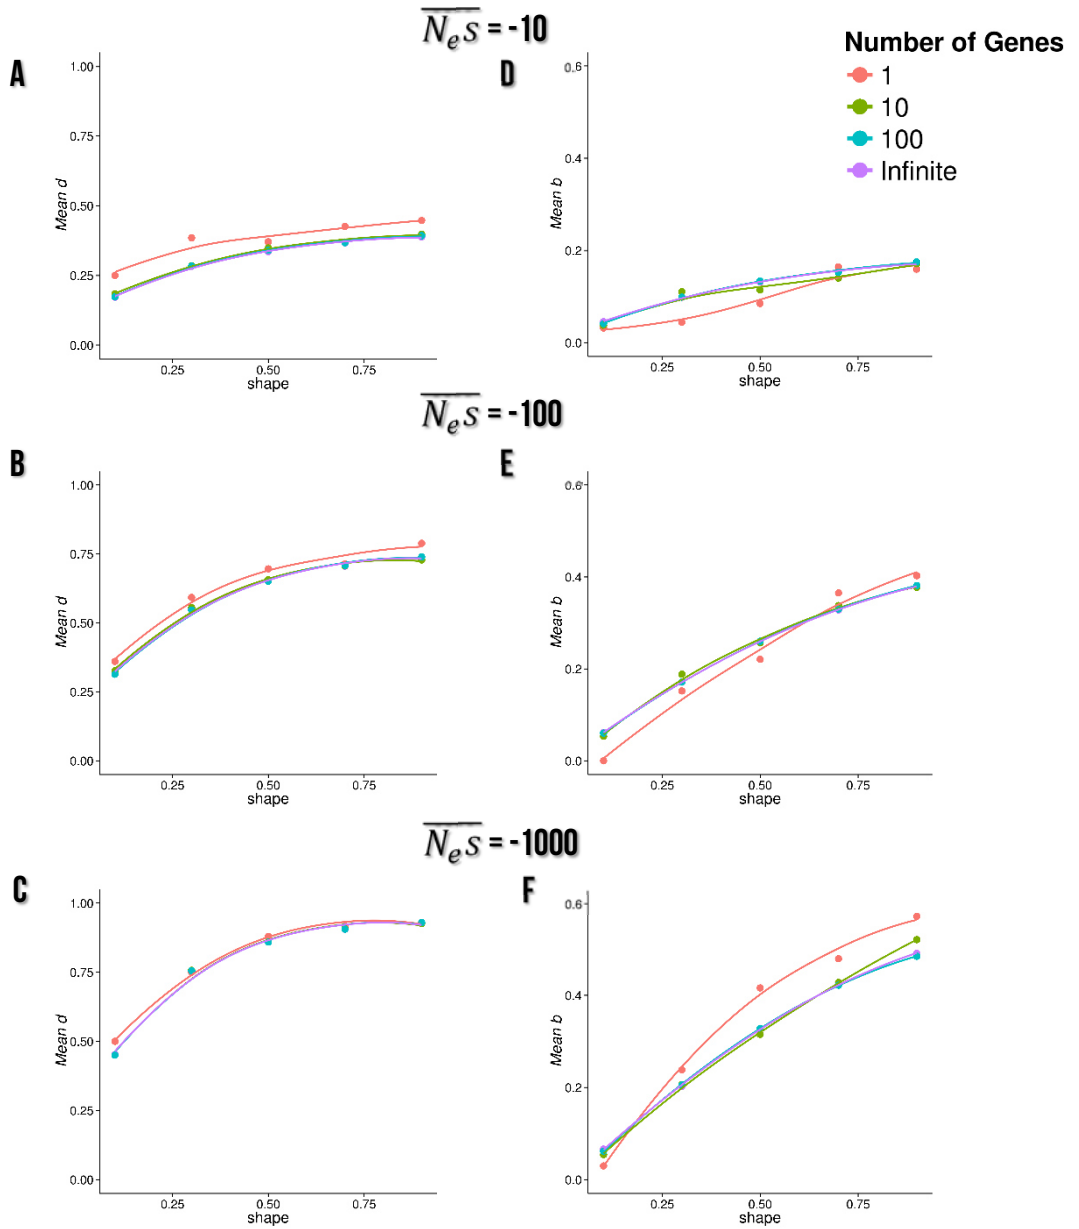 N̅ₑs̅ = -10
A
1.00
0.75
0.50
0.25
0.00
Mean d
0.25 0.50 0.75
shape
D
0.6
0.4
0.2
0.0
Mean b
0.25 0.50 0.75
shape
Number of Genes
1
10
100
Infinite
N̅ₑs̅ = -100
B
1.00
0.75
0.50
0.25
0.00
Mean d
0.25 0.50 0.75
shape
E
0.6
0.4
0.2
0.0
Mean b
0.25 0.50 0.75
shape
N̅ₑs̅ = -1000
C
1.00
0.75
0.50
0.25
0.00
Mean d
0.25 0.50 0.75
shape
F
0.6
0.4
0.2
0.0
Mean b
0.25 0.50 0.75
shape